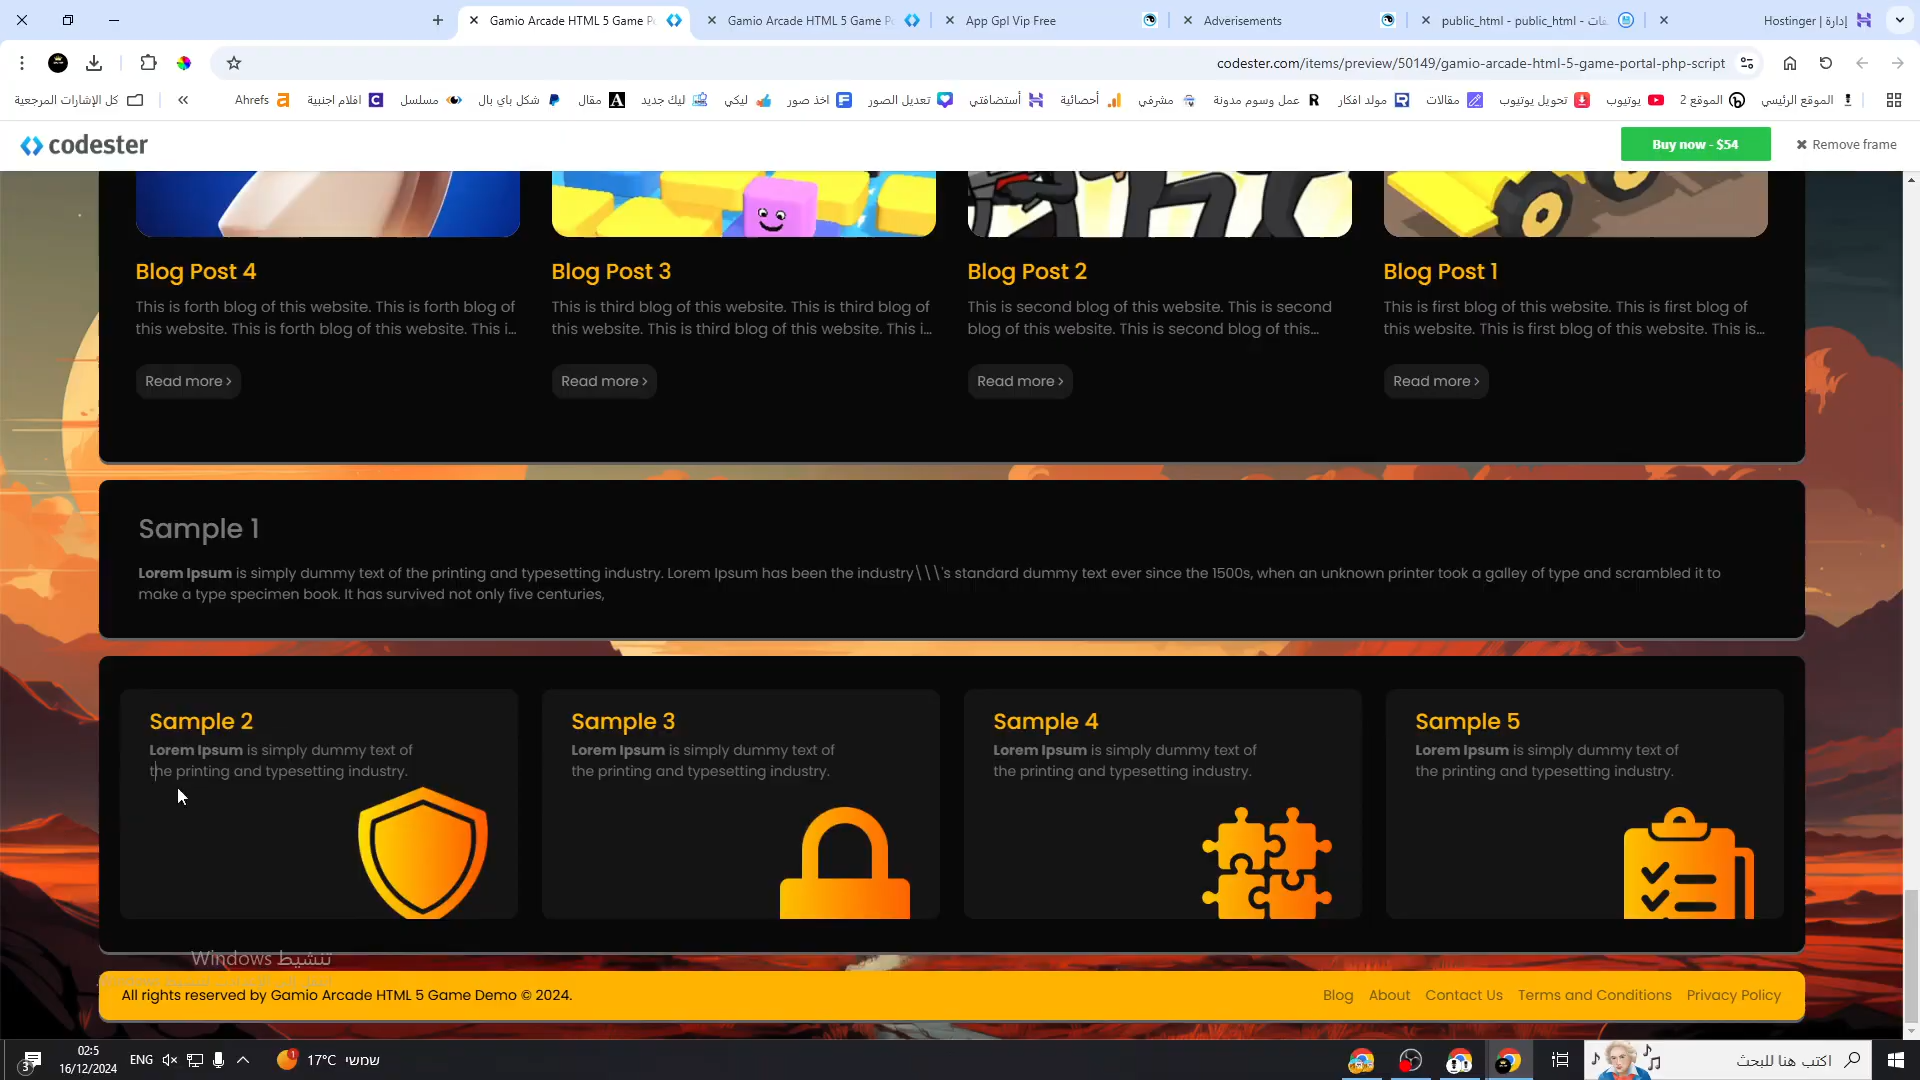 Gamio Arcade HTML 5 Game P
Gamio Arcade HTML 5 Game P
App Gpl Vip Free
Adverisements
public_html - public_html - ملفات
إدارة | Hostinger
codester.com/items/preview/50149/gamio-arcade-html-5-game-portal-php-script
كل الإشارات المرجعية
«
Ahrefs
افلام اجنبية
مسلسل
شكل باي بال
مقال
ليك جديد
ليكي
اخذ صور
تعديل الصور
أستضافتي
أحصائية
مشرفي
عمل وسوم مدونة
مولد افكار
مقالات
تحويل يوتيوب
يوتيوب
الموقع 2
الموقع الرئيسي
codester
Buy now - $54
Remove frame
Blog Post 4
This is forth blog of this website. This is forth blog of
this website. This is forth blog of this website. This i...
Read more
Blog Post 3
This is third blog of this website. This is third blog of
this website. This is third blog of this website. This i...
Read more
Blog Post 2
This is second blog of this website. This is second
blog of this website. This is second blog of this...
Read more
Blog Post 1
This is first blog of this website. This is first blog of
this website. This is first blog of this website. This is...
Read more
Sample 1
Lorem Ipsum is simply dummy text of the printing and typesetting industry. Lorem Ipsum has been the industry\\\'s standard dummy text ever since the 1500s, when an unknown printer took a galley of type and scrambled it to
make a type specimen book. It has survived not only five centuries,
Sample 2
Lorem Ipsum is simply dummy text of
the printing and typesetting industry.
Sample 3
Lorem Ipsum is simply dummy text of
the printing and typesetting industry.
Sample 4
Lorem Ipsum is simply dummy text of
the printing and typesetting industry.
Sample 5
Lorem Ipsum is simply dummy text of
the printing and typesetting industry.
تنشيط Windows
All rights reserved by Gamio Arcade HTML 5 Game Demo © 2024.
Blog About Contact Us Terms and Conditions Privacy Policy
3
02:5
16/12/2024
ENG
1
17°C שמשי
اكتب هنا للبحث